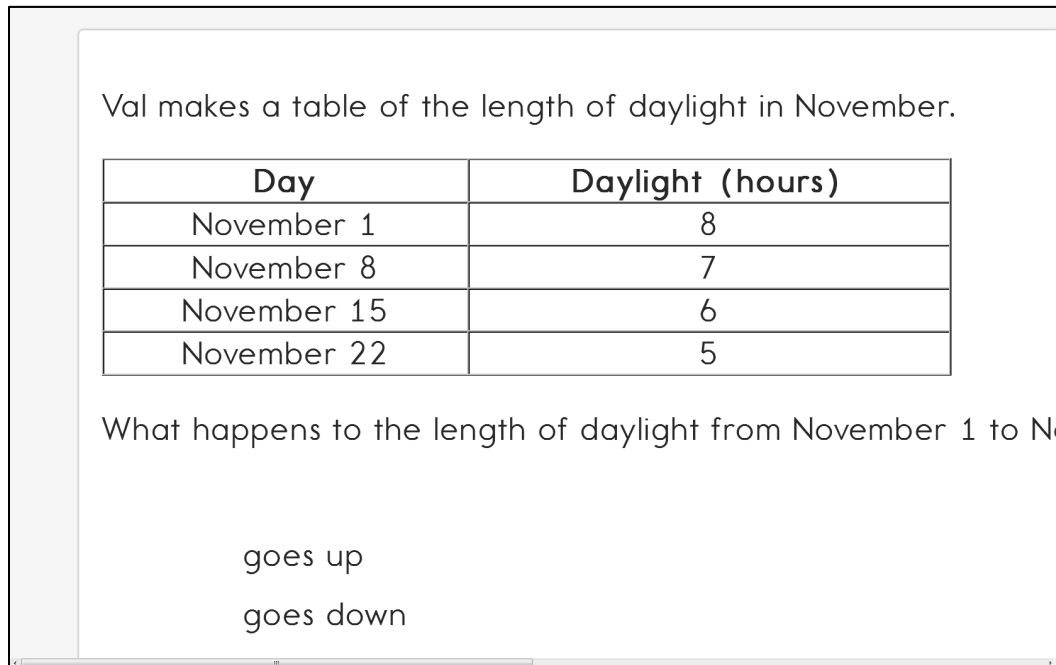 Val makes a table of the length of daylight in November.
Day Daylight (hours)
November 1 8
November 8 7
November 15 6
November 22 5
What happens to the length of daylight from November 1 to
goes up
goes down